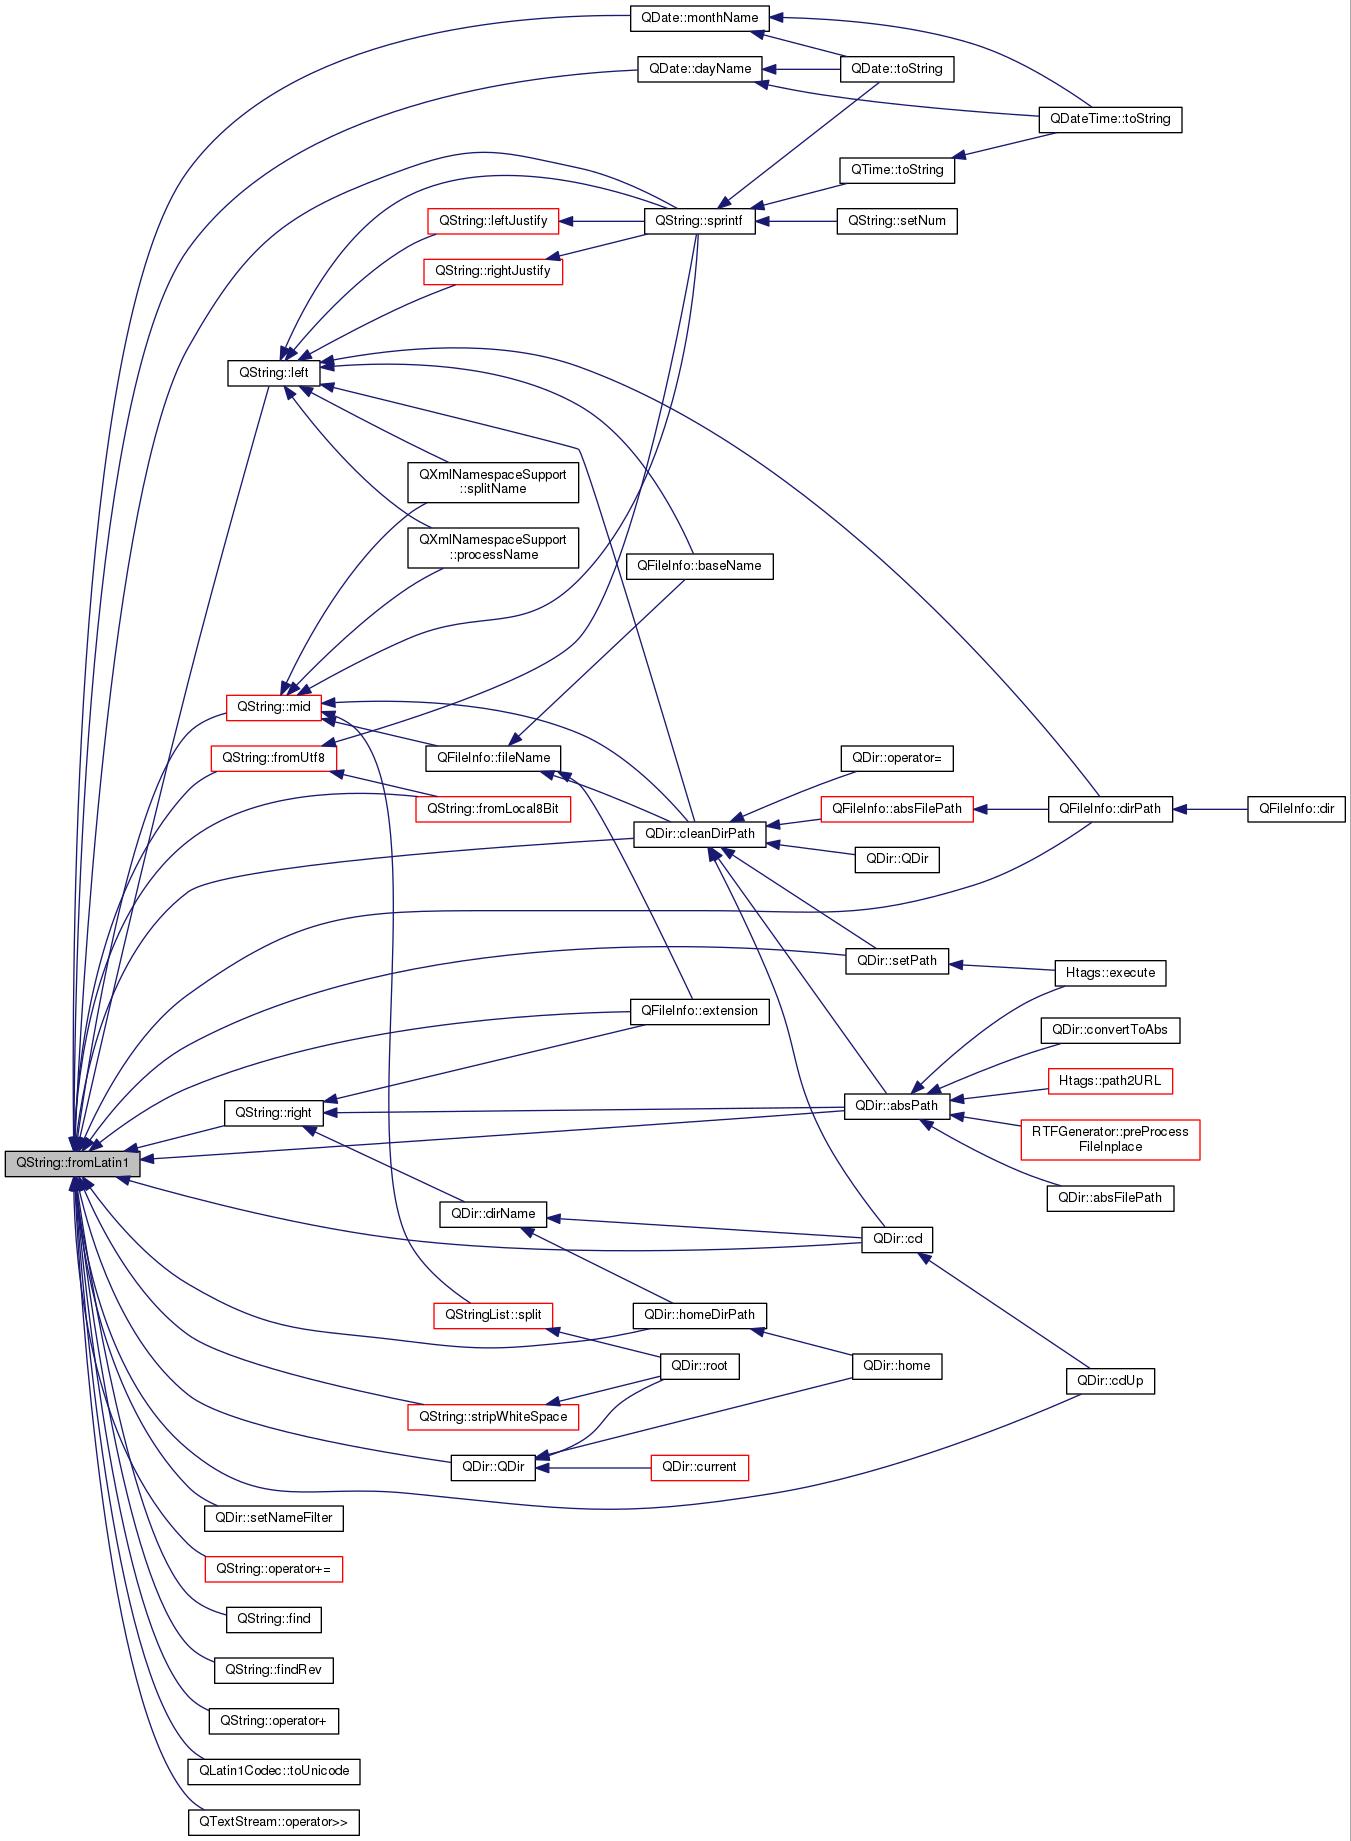 QDate::monthName
QDate::dayName
QDate::toString
QDateTime::toString
QTime::toString
QString::leftJustify
QString::sprintf
QString::setNum
QString::rightJustify
QString::left
QXmlNamespaceSupport
::splitName
QXmlNamespaceSupport
::processName
QFileInfo::baseName
QString::mid
QString::fromUtf8
QFileInfo::fileName
QDir::operator=
QString::fromLocal8Bit
QFileInfo::absFilePath
QFileInfo::dirPath
QFileInfo::dir
QDir::cleanDirPath
QDir::QDir
QDir::setPath
Htags::execute
QFileInfo::extension
QDir::convertToAbs
Htags::path2URL
QString::right
QDir::absPath
RTFGenerator::preProcess
FileInplace
QString::fromLatin1
QDir::absFilePath
QDir::dirName
QDir::cd
QStringList::split
QDir::homeDirPath
QDir::root
QDir::home
QDir::cdUp
QString::stripWhiteSpace
QDir::QDir
QDir::current
QDir::setNameFilter
QString::operator+=
QString::find
QString::findRev
QString::operator+
QLatin1Codec::toUnicode
QTextStream::operator>>